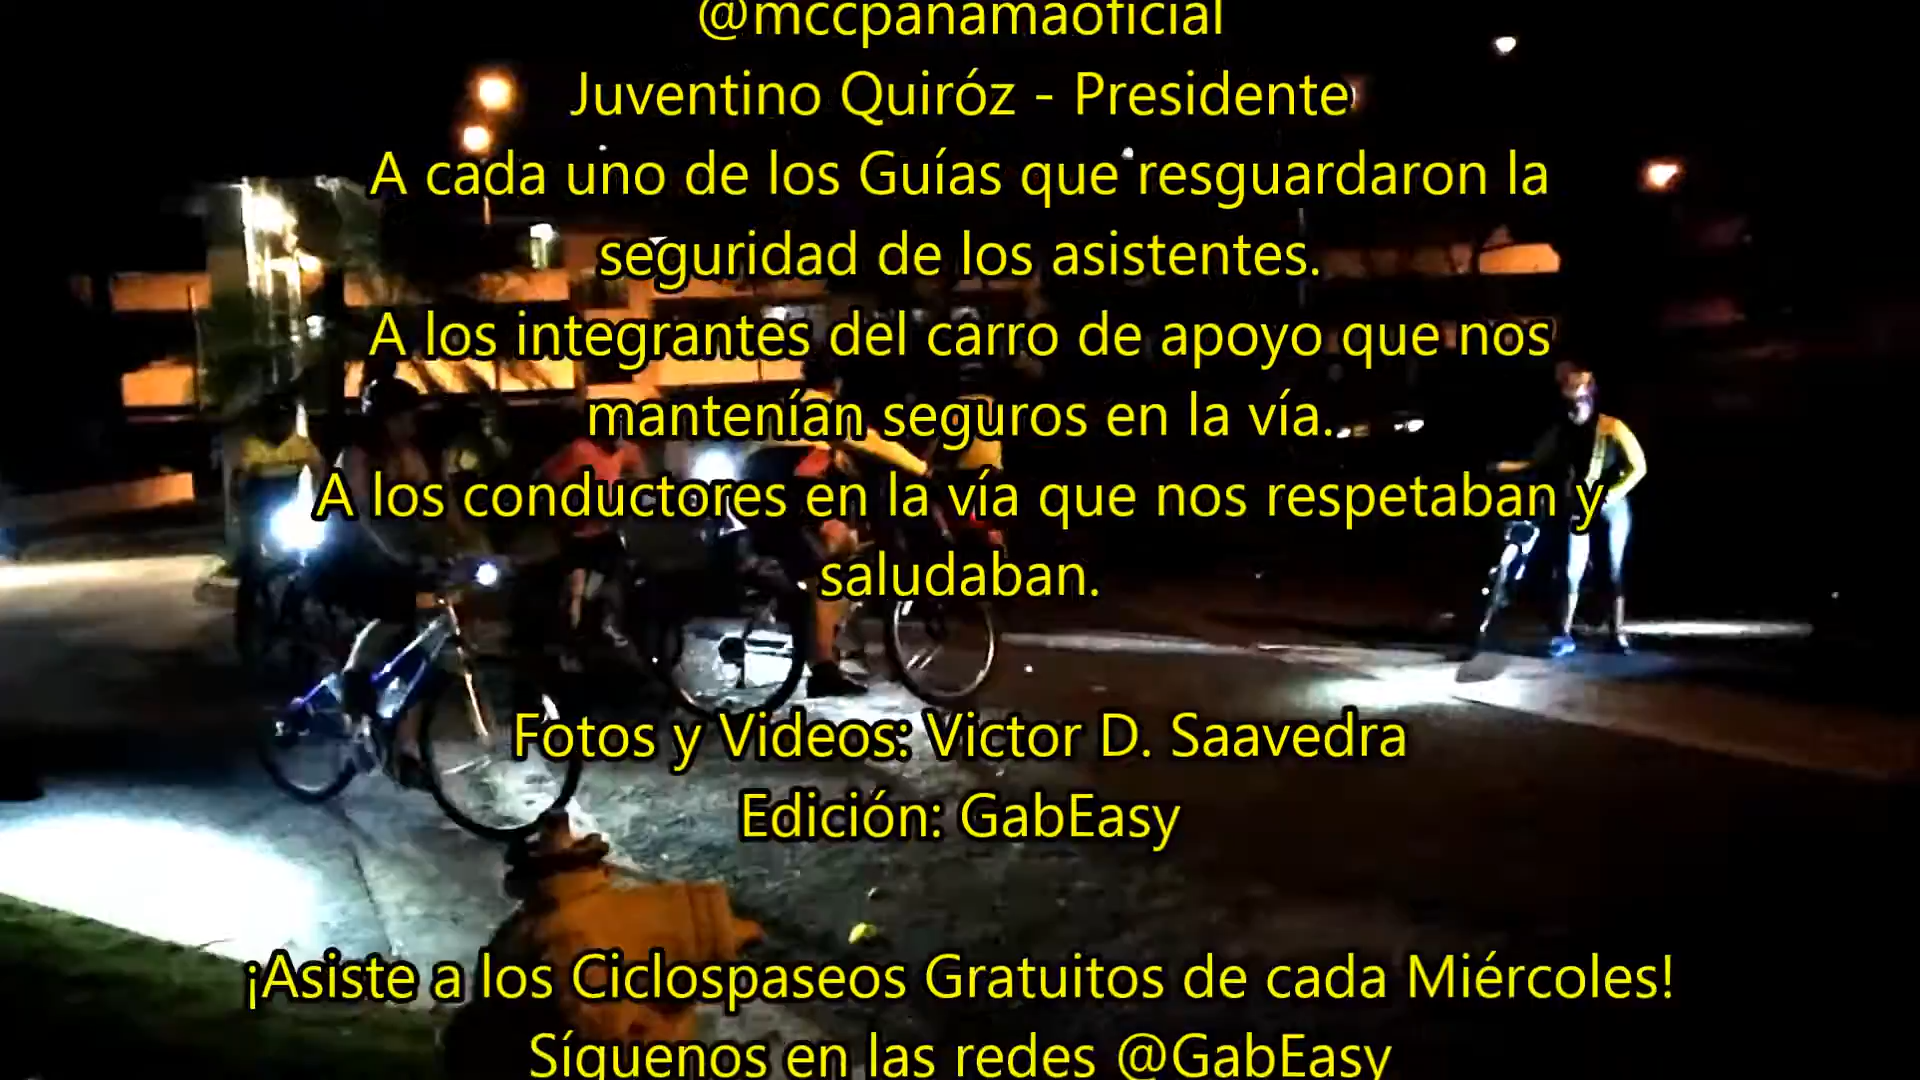 @mccpanamaoficial
Juventino Quiróz - Presidente
A cada uno de los Guías que resguardaron la
seguridad de los asistentes.
A los integrantes del carro de apoyo que nos
mantenían seguros en la vía.
A los conductores en la vía que nos respetaban y
saludaban.
Fotos y Videos: Victor D. Saavedra
Edición: GabEasy
¡Asiste a los Ciclospaseos Gratuitos de cada Miércoles!
Síguenos en las redes @GabEasy